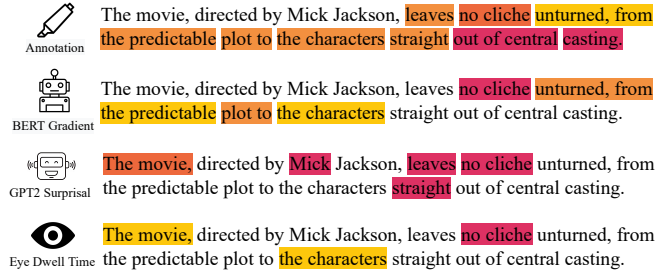 The movie, directed by Mick Jackson, leaves no cliche unturned, from
the predictable plot to the characters straight out of central casting.
Annotation
The movie, directed by Mick Jackson, leaves no cliche unturned, from
the predictable plot to the characters straight out of central casting.
BERT Gradient
The movie, directed by Mick Jackson, leaves no cliche unturned, from
the predictable plot to the characters straight out of central casting.
GPT2 Surprisal
The movie, directed by Mick Jackson, leaves no cliche unturned, from
the predictable plot to the characters straight out of central casting.
Eye Dwell Time